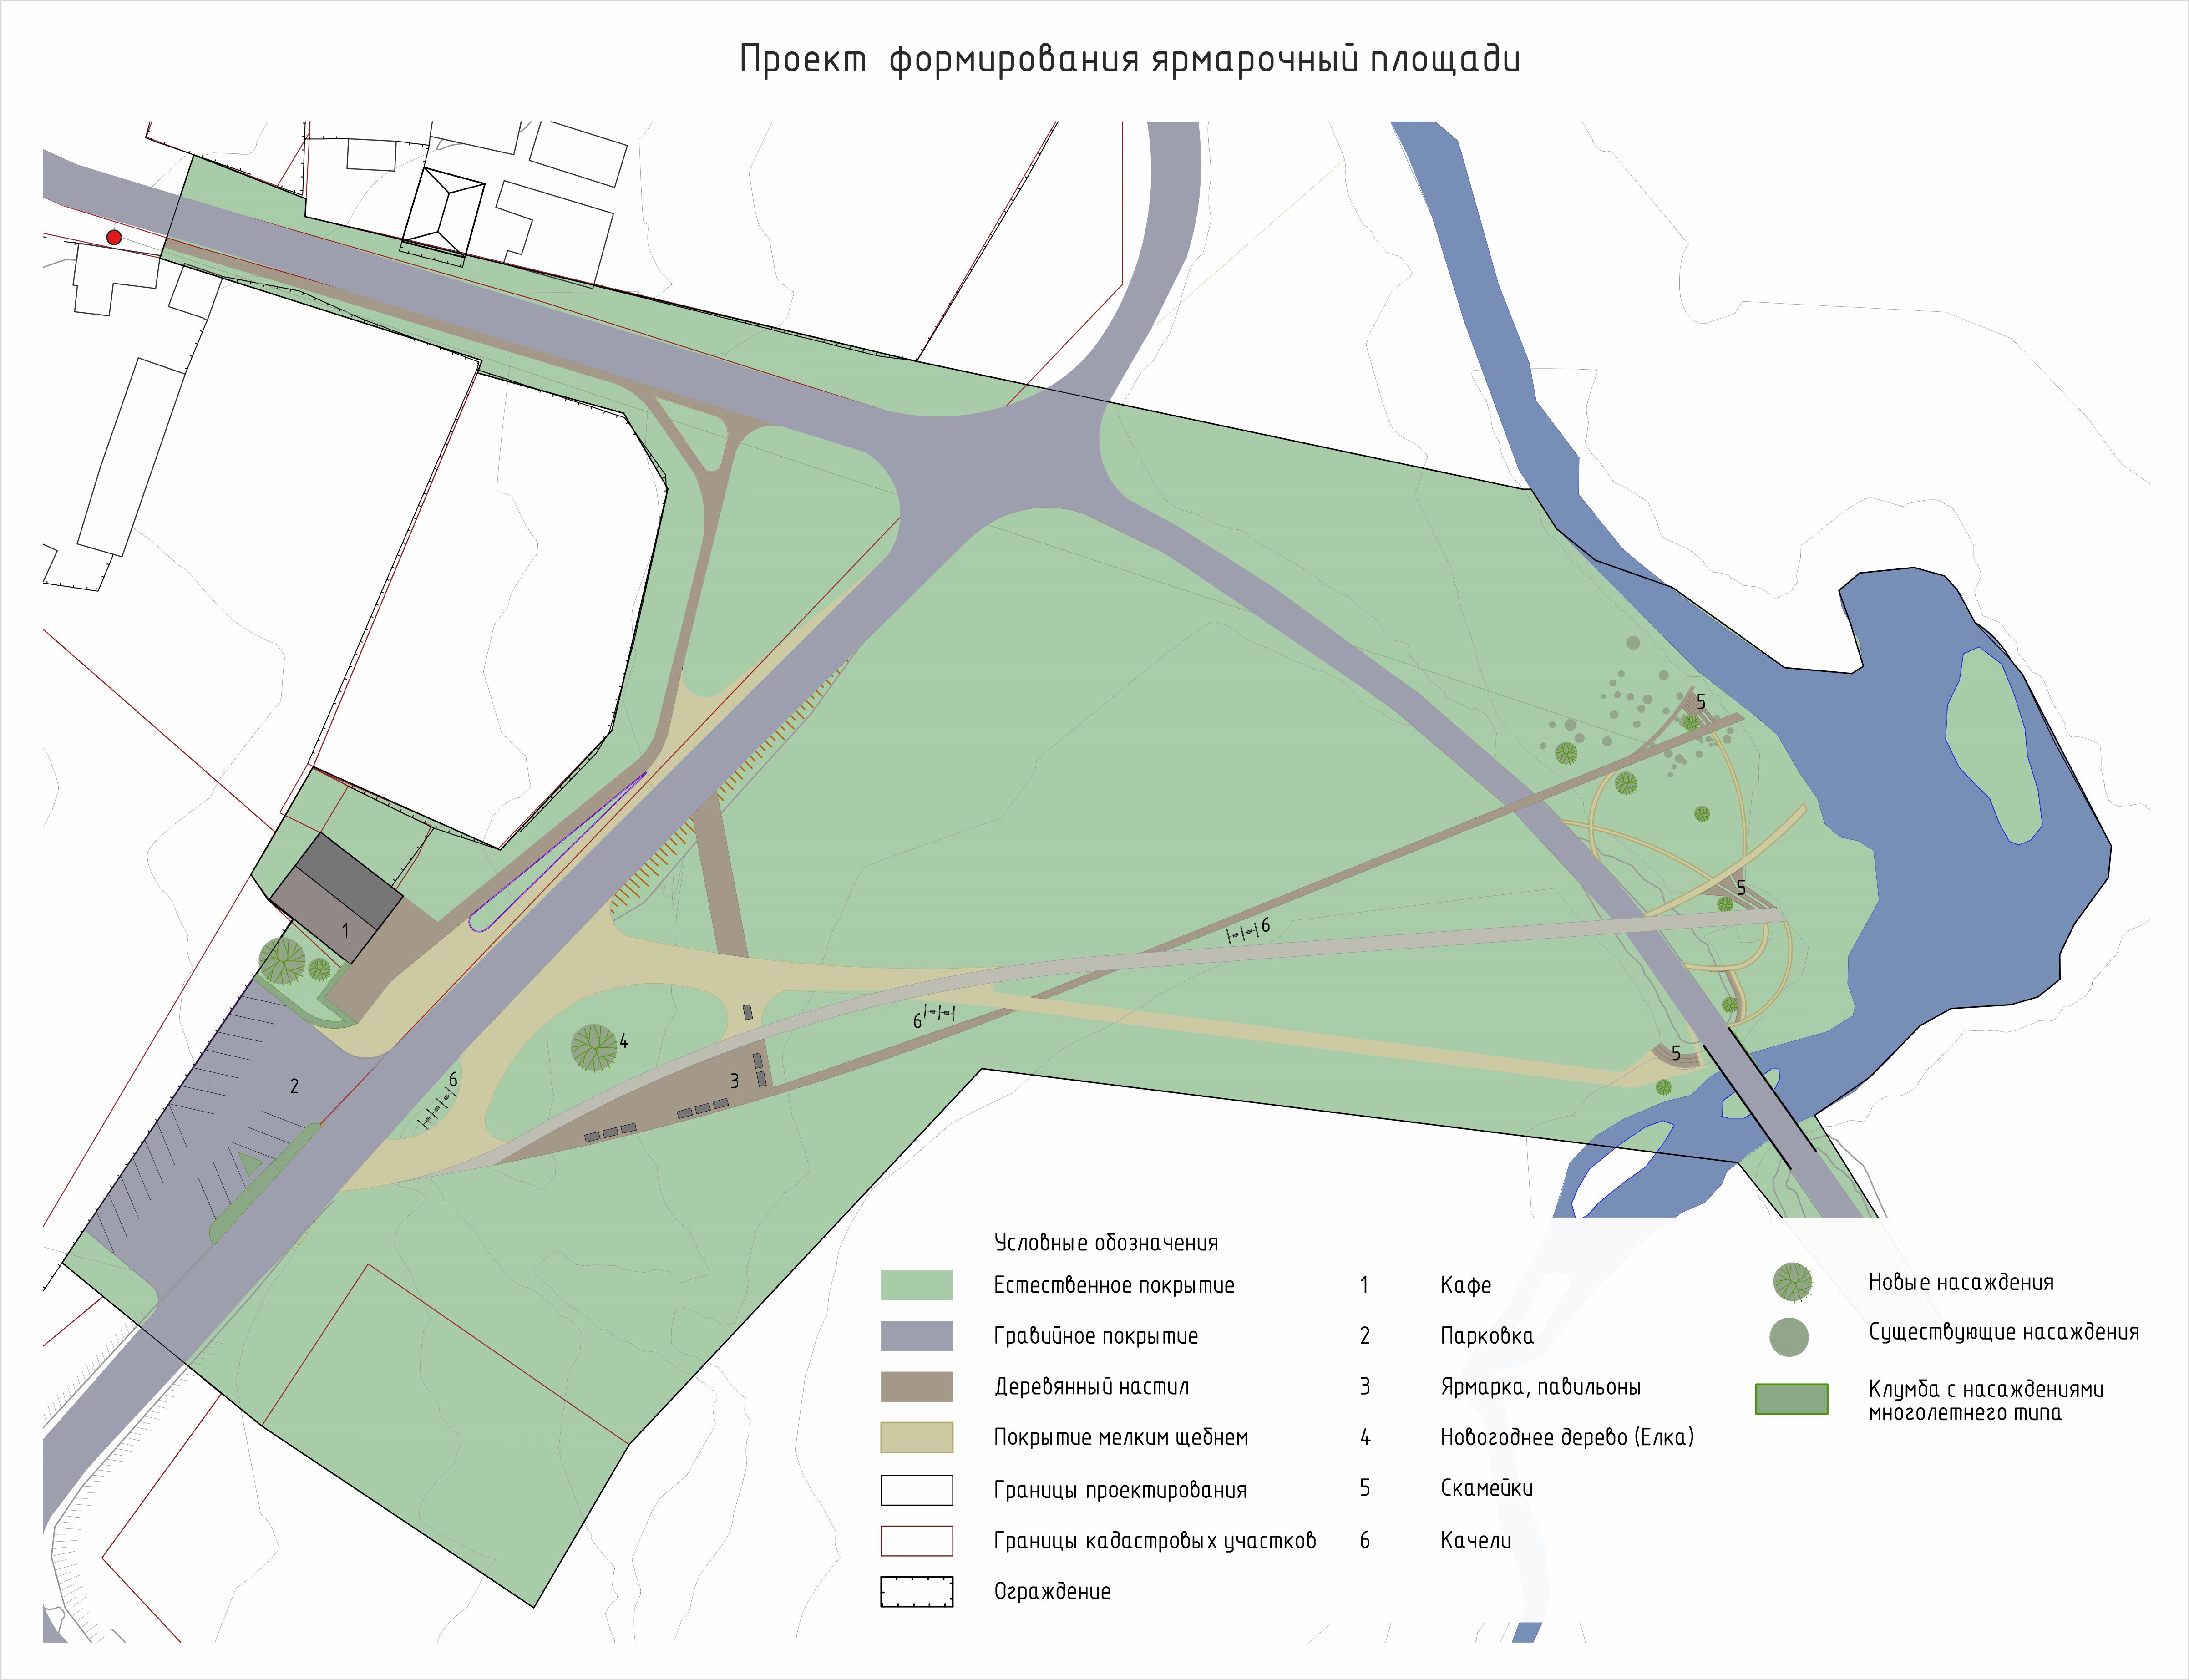 Проект формирования ярмарочный площади
5
5
1
6
6
4
5
3
2
6
Условные обозначения
Естественное покрытие
Гравийное покрытие
Деревянный настил
Покрытие мелким щебнем
Границы проектирования
Границы кадастровых участков
Ограждение
1 Кафе
2 Парковка
3 Ярмарка, павильоны
4 Новогоднее дерево (Елка)
5 Скамейки
6 Качели
Новые насаждения
Существующие насаждения
Клумба с насаждениями
многолетнего типа